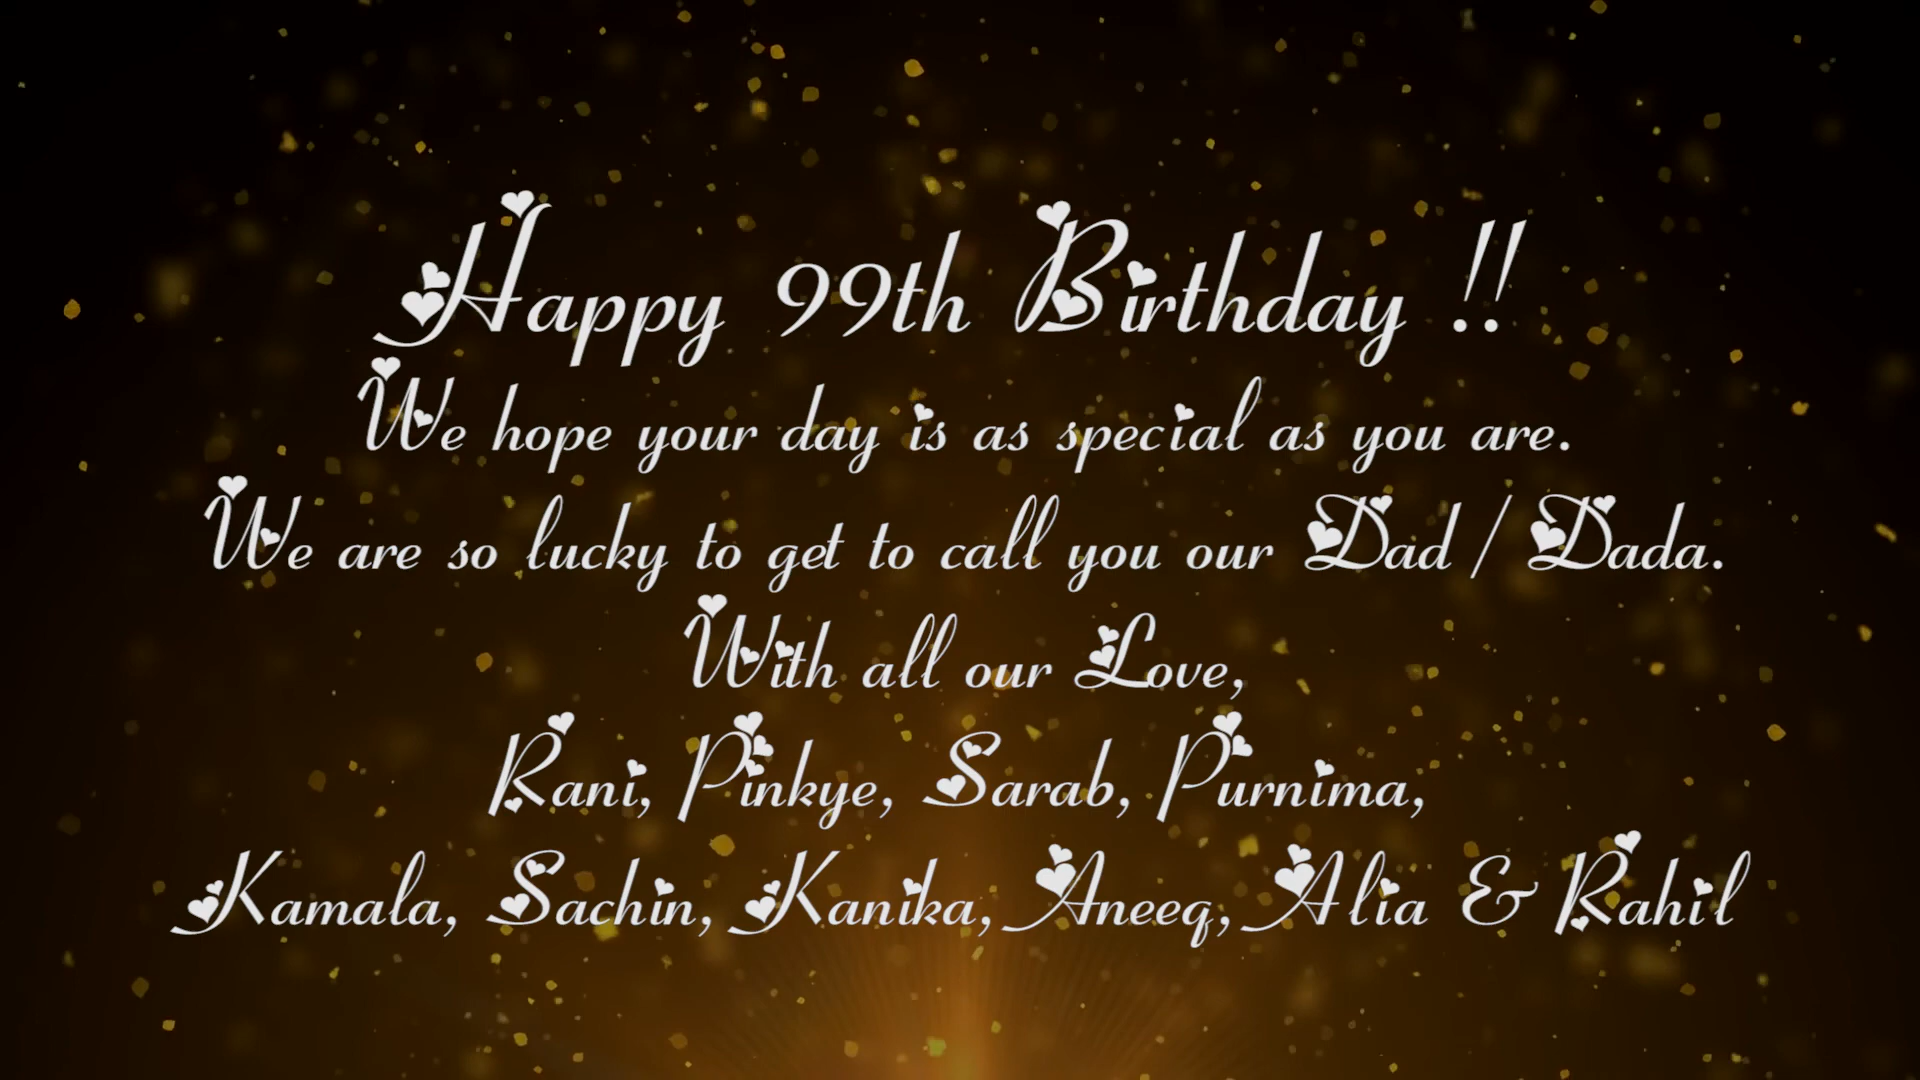 Happy 99th Birthday !!
We hope your day is as special as you are.
We are so lucky to get to call you our Dad / Dada.
With all our Love,
Rani, Pinkye, Sarab, Purnima,
Kamala, Sachin, Kanika, Aneeq, Alia & Rahil